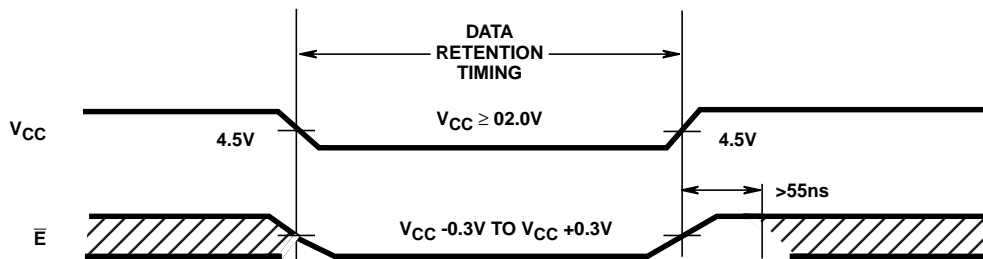 DATA
RETENTION
TIMING
VCC
4.5V
VCC ≥ 02.0V
4.5V
>55ns
E̅
VCC -0.3V TO VCC +0.3V